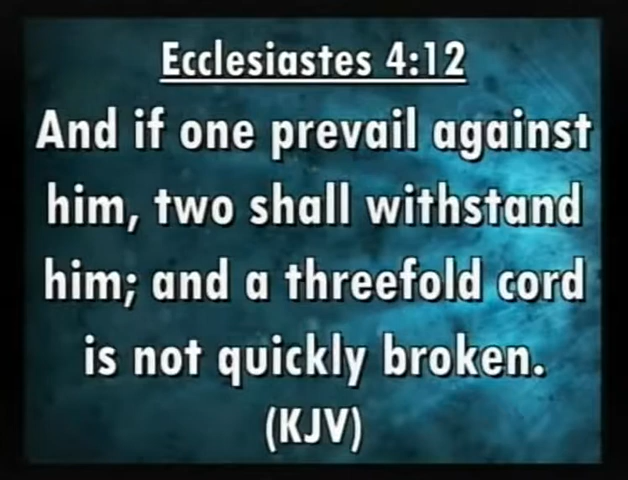 Ecclesiastes 4:12
And if one prevail against
him, two shall withstand
him; and a threefold cord
is not quickly broken.
(KJV)